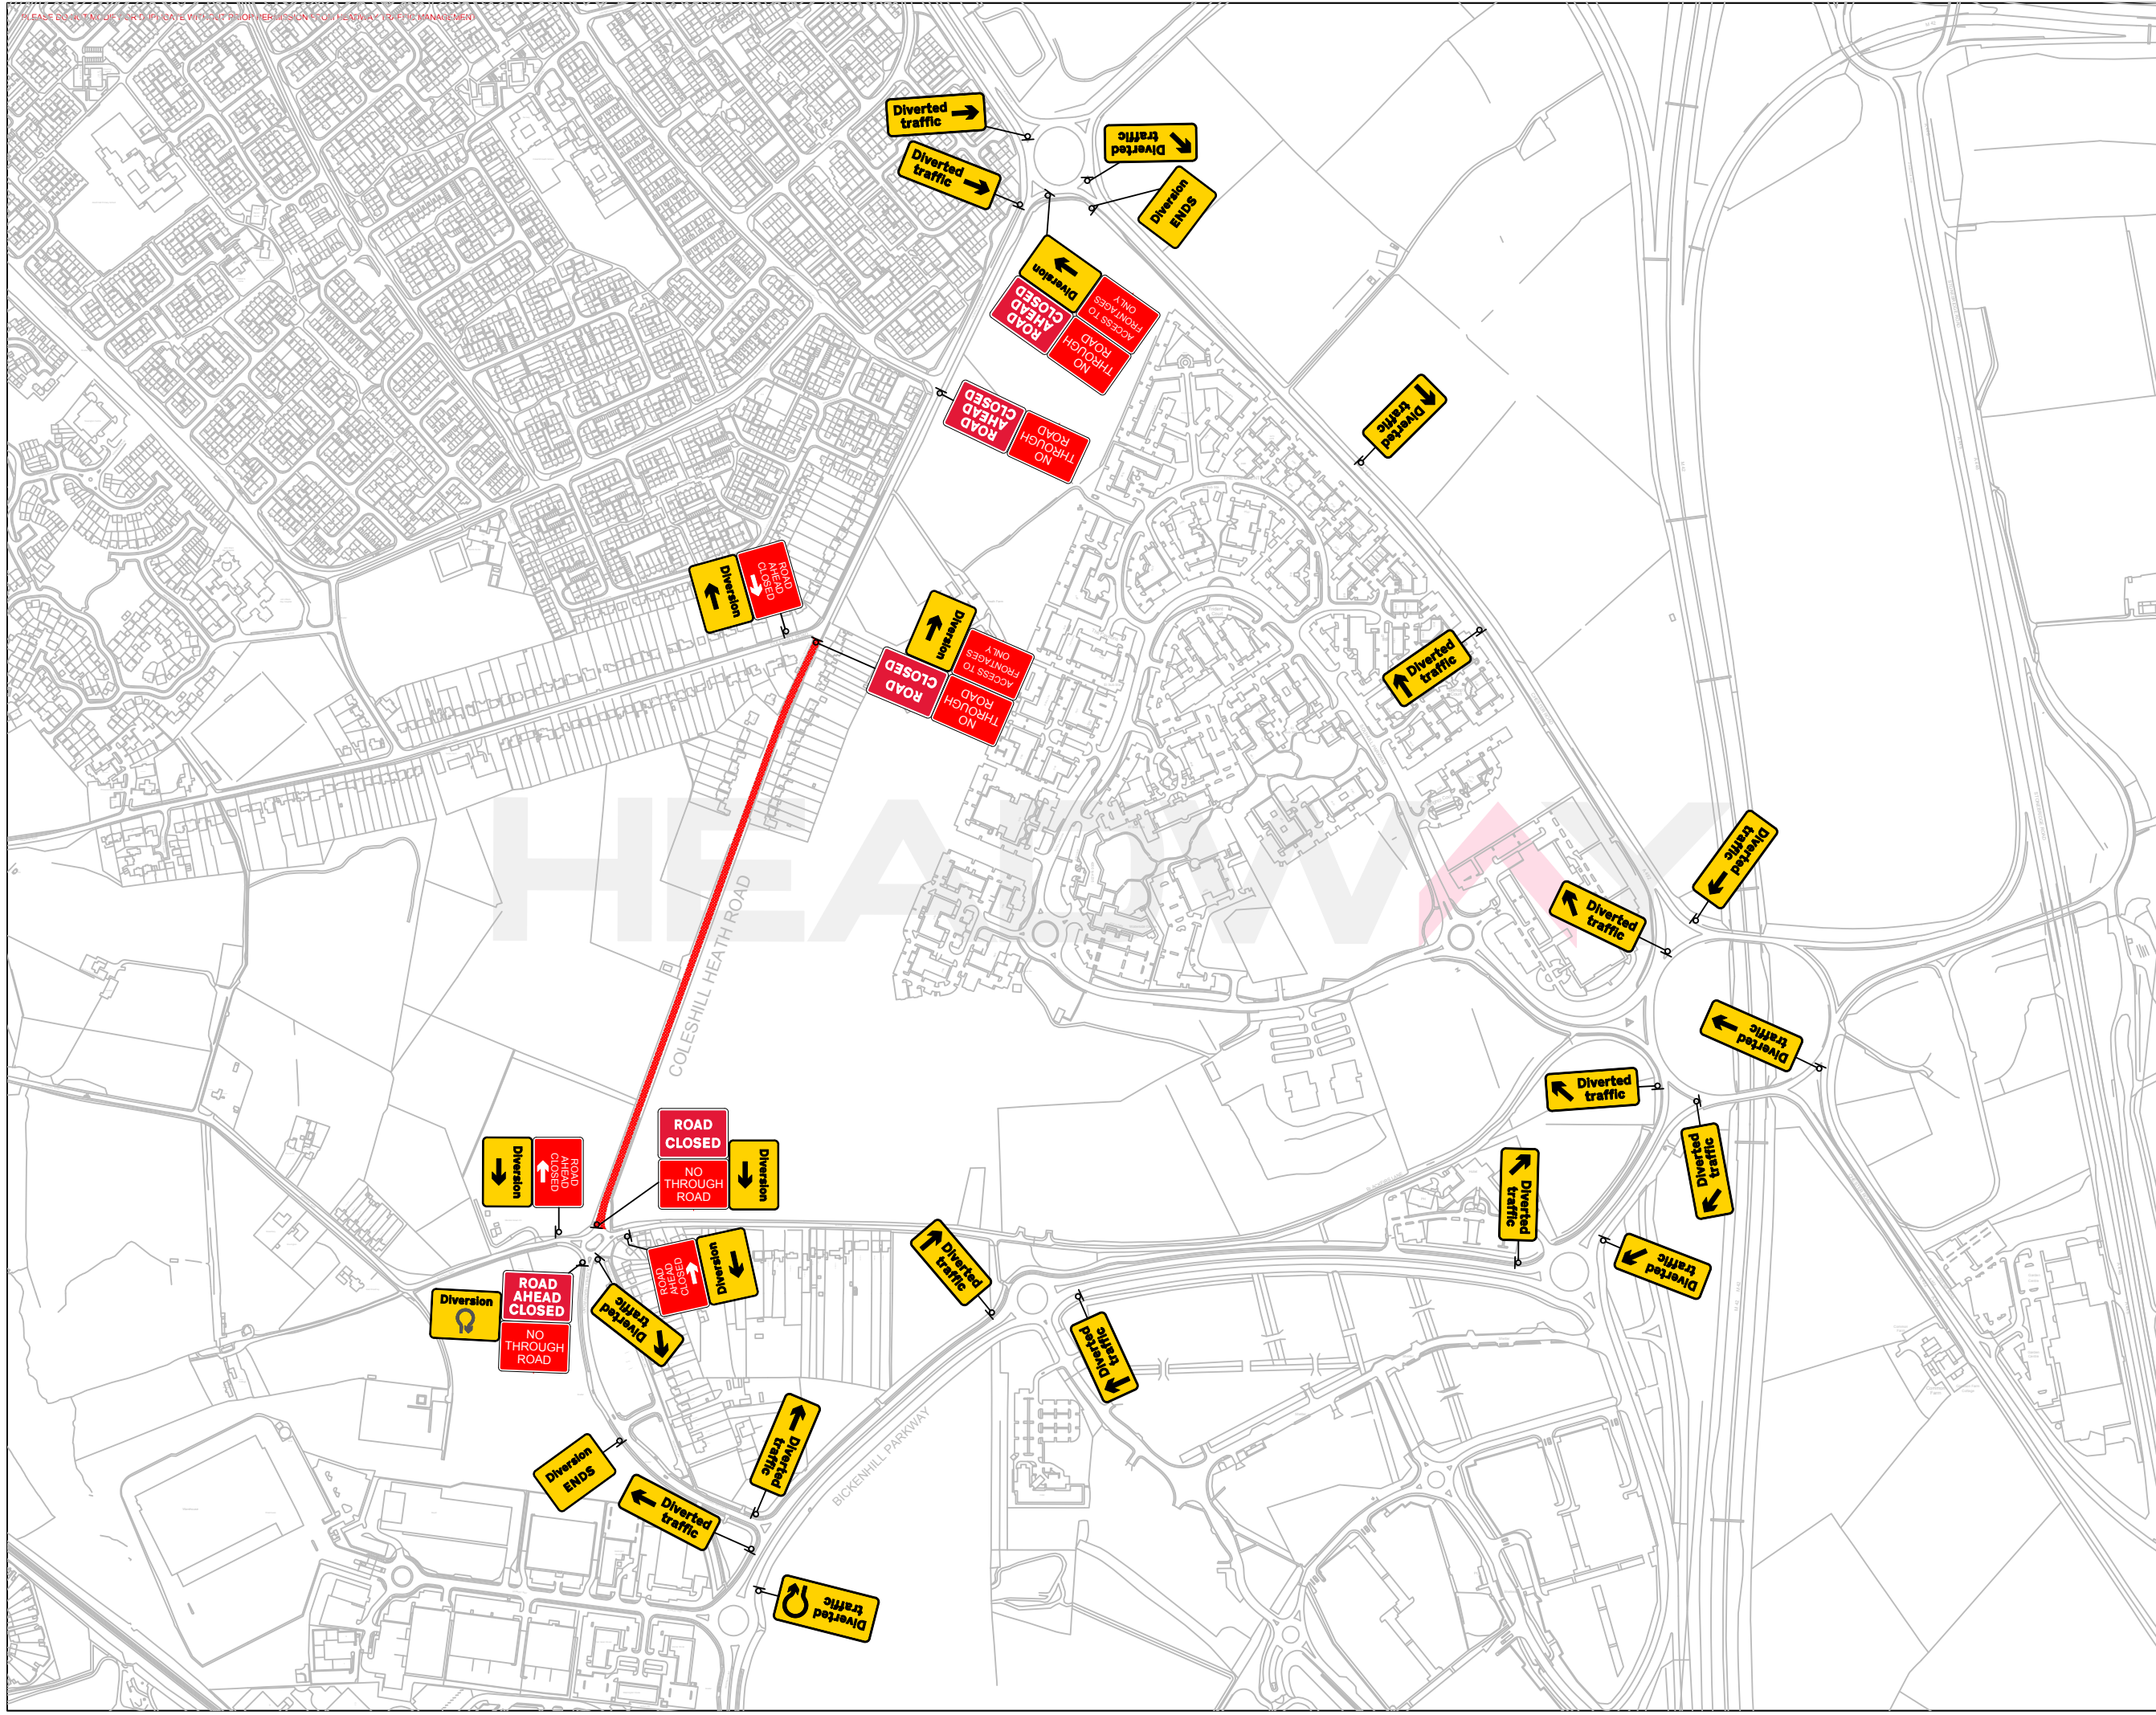 PLEASE DO NOT MODIFY OR DUPLICATE WITHOUT PRIOR PERMISSION FROM HEADWAY TRAFFIC MANAGEMENT
Diverted
traffic
Diverted
traffic
Diverted
traffic
Diversion
ENDS
Diversion
ROAD
AHEAD
CLOSED
ACCESS TO
FRONTAGES
ONLY
NO
THROUGH
ROAD
ROAD
AHEAD
CLOSED
NO
THROUGH
ROAD
Diverted
traffic
Diversion
ROAD
AHEAD
CLOSED
Diversion
ROAD
CLOSED
ACCESS TO
FRONTAGES
ONLY
NO
THROUGH
ROAD
Diverted
traffic
HEADWAY
COLESHILL HEATH ROAD
Diverted
traffic
Diverted
traffic
Diverted
traffic
Diverted
traffic
Diverted
traffic
Diverted
traffic
Diverted
traffic
Diversion
ROAD
AHEAD
CLOSED
ROAD
CLOSED
NO
THROUGH
ROAD
Diversion
ROAD
AHEAD
CLOSED
Diversion
Diverted
traffic
Diversion
ROAD
AHEAD
CLOSED
NO
THROUGH
ROAD
Diverted
traffic
Diverted
traffic
Diversion
ENDS
Diverted
traffic
Diverted
traffic
BICKENHILL PARKWAY
Diverted
traffic